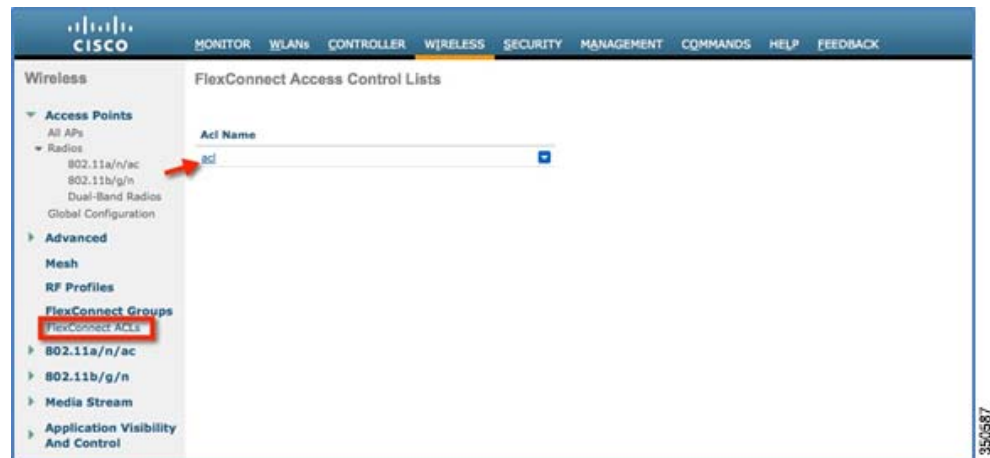 CISCO
MONITOR WLANs CONTROLLER WIRELESS SECURITY MANAGEMENT COMMANDS HELP FEEDBACK
Wireless
Access Points
All APs
Radios
802.11a/n/ac
802.11b/g/n
Dual-Band Radios
Global Configuration
Advanced
Mesh
RF Profiles
FlexConnect Groups
FlexConnect ACLs
802.11a/n/ac
802.11b/g/n
Media Stream
Application Visibility
And Control
FlexConnect Access Control Lists
Acl Name
acl
350587